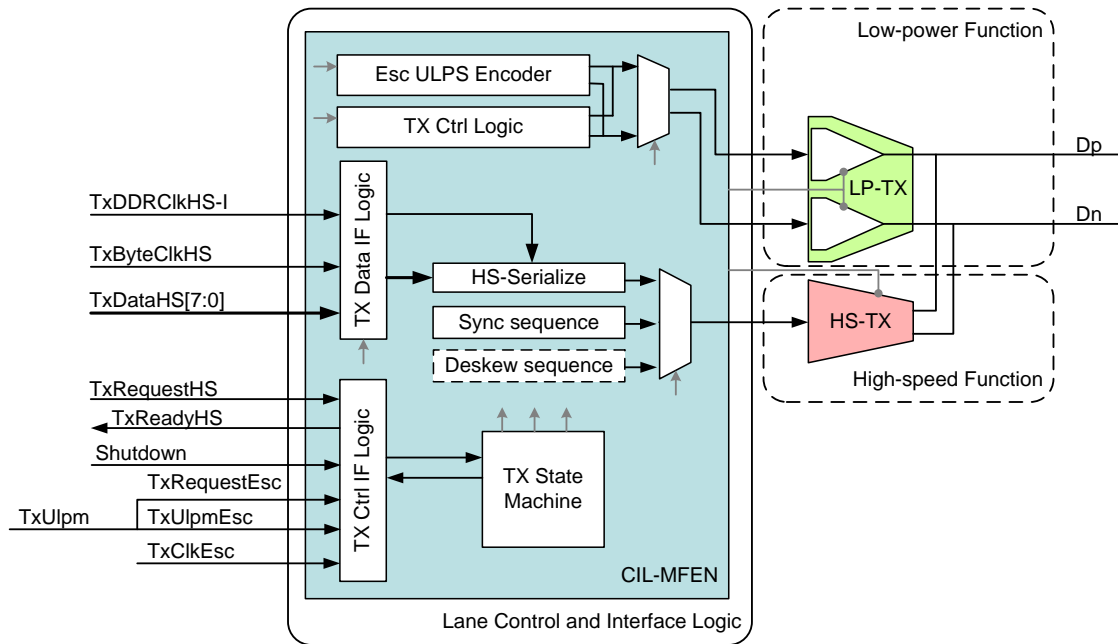 Low-power Function
Esc ULPS Encoder
TX Ctrl Logic
Dp
LP-TX
Dn
TxDDRClkHS-I
TxByteClkHS
TxDataHS[7:0]
TX Data IF Logic
HS-Serialize
Sync sequence
Deskew sequence
HS-TX
High-speed Function
TxRequestHS
TxReadyHS
Shutdown
TxRequestEsc
TxUlpm
TxUlpmEsc
TxClkEsc
TX Ctrl IF Logic
TX State
Machine
CIL-MFEN
Lane Control and Interface Logic